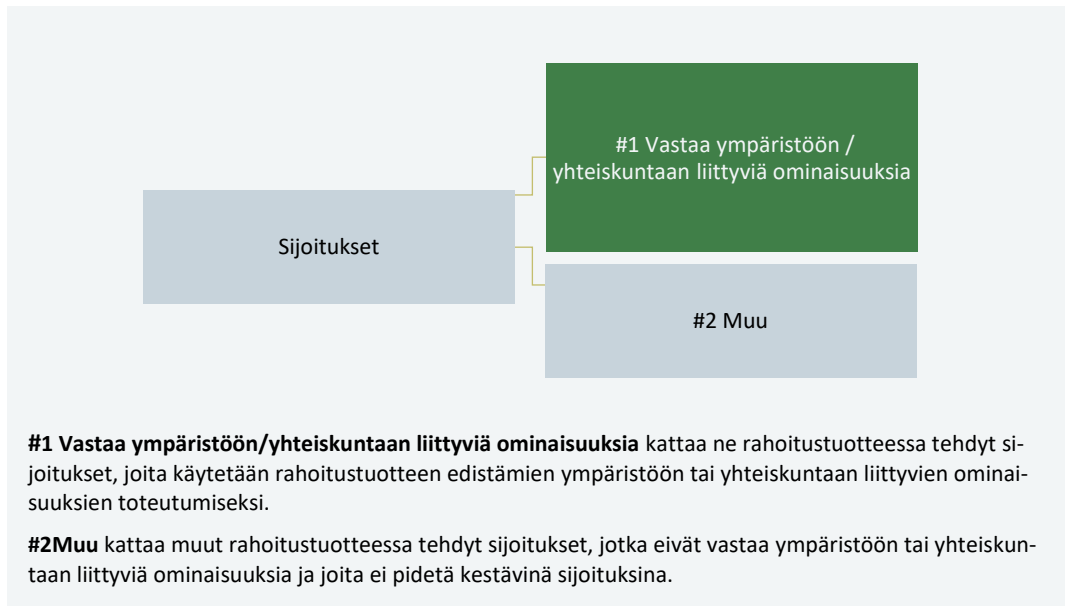 #1 Vastaa ympäristöön /
yhteiskuntaan liittyviä ominaisuuksia
Sijoitukset
#2 Muu
#1 Vastaa ympäristöön/yhteiskuntaan liittyviä ominaisuuksia kattaa ne rahoitustuotteessa tehdyt si-
joitukset, joita käytetään rahoitustuotteen edistämien ympäristöön tai yhteiskuntaan liittyvien ominai-
suuksien toteutumiseksi.
#2Muu kattaa muut rahoitustuotteessa tehdyt sijoitukset, jotka eivät vastaa ympäristöön tai yhteiskun-
taan liittyviä ominaisuuksia ja joita ei pidetä kestävinä sijoituksina.